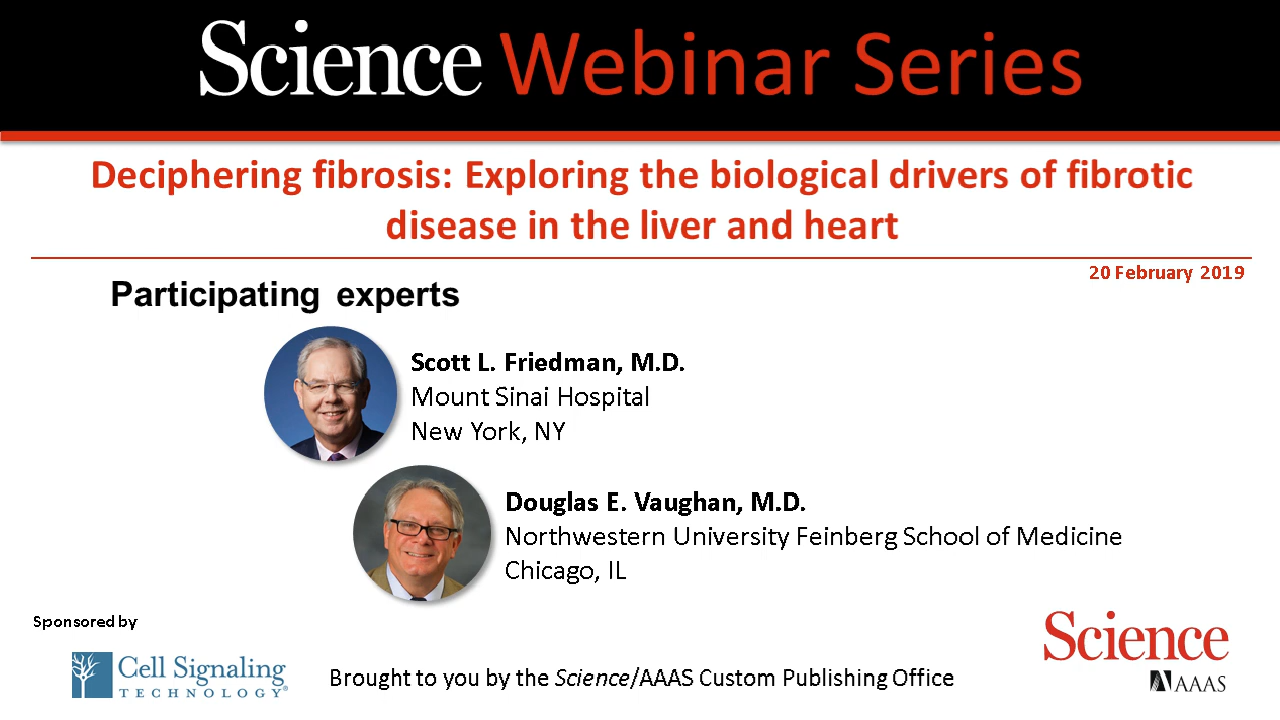 Science Webinar Series
Deciphering fibrosis: Exploring the biological drivers of fibrotic
disease in the liver and heart
20 February 2019
Participating experts
Scott L. Friedman, M.D.
Mount Sinai Hospital
New York, NY
Douglas E. Vaughan, M.D.
Northwestern University Feinberg School of Medicine
Chicago, IL
Sponsored by
Cell Signaling
TECHNOLOGY®
Brought to you by the Science/AAAS Custom Publishing Office
Science
AAAS